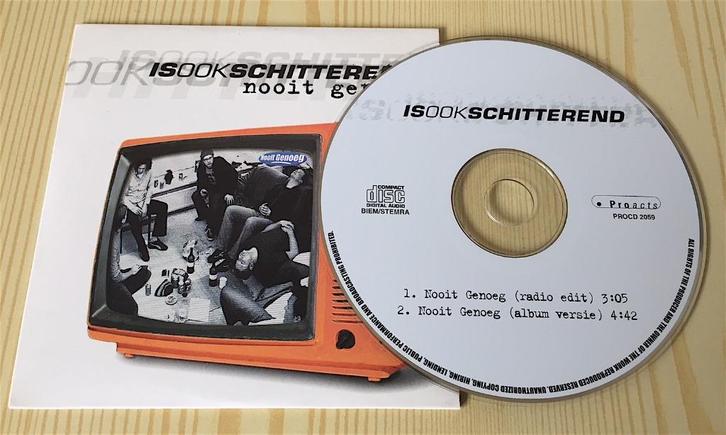 ISOOKSCHITTEREND
nooit gen
Nooit Genoeg
ISOOKSCHITTEREND
COMPACT
disc
DIGITAL AUDIO
BIEM/STEMRA
Proacts
PROCD 2059
1. Nooit Genoeg (radio edit) 3:05
2. Nooit Genoeg (album versie) 4:42
ALL RIGHTS OF THE PRODUCER AND THE OWNER OF THE WORK REPRODUCED RESERVED. UNAUTHORIZED COPYING, HIRING, LENDING, PUBLIC PERFORMANCE AND BROADCASTING PROHIBITED.